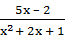 5x − 2
x² + 2x + 1